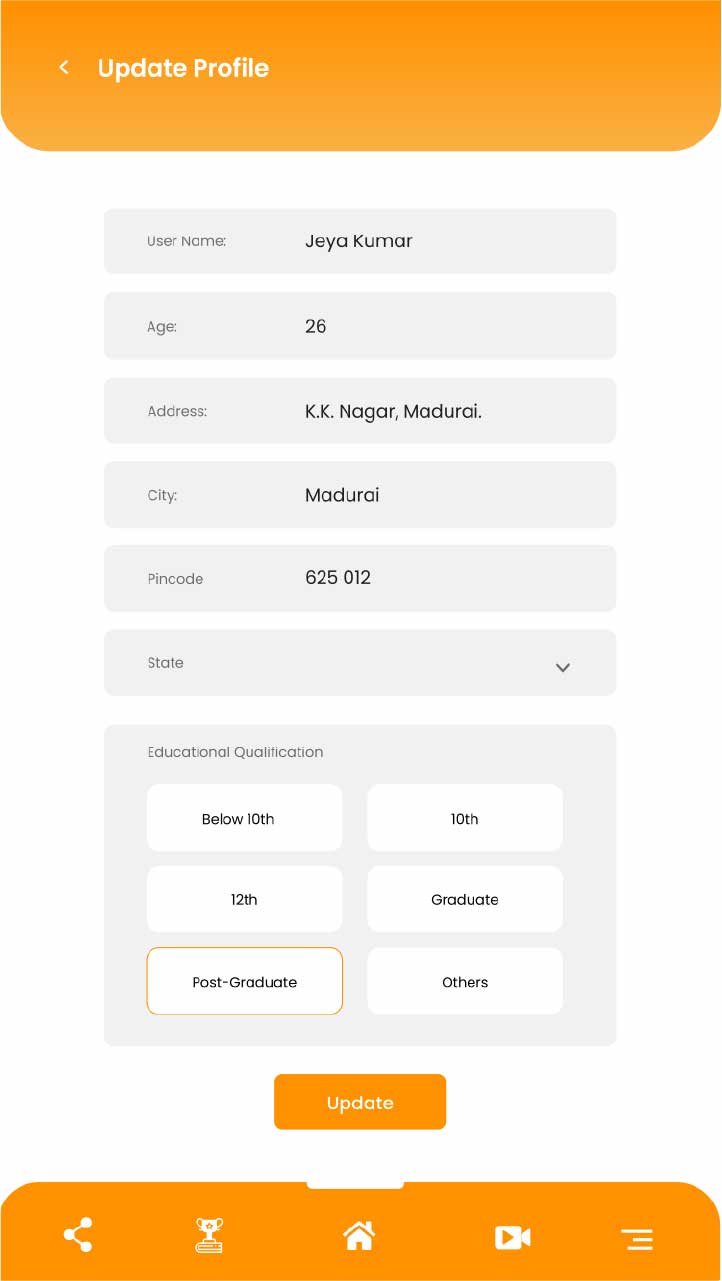 Update Profile
User Name: Jeya Kumar
Age: 26
Address: K.K. Nagar, Madurai.
City: Madurai
Pincode 625 012
State
Educational Qualification
Below 10th 10th
12th Graduate
Post-Graduate Others
Update